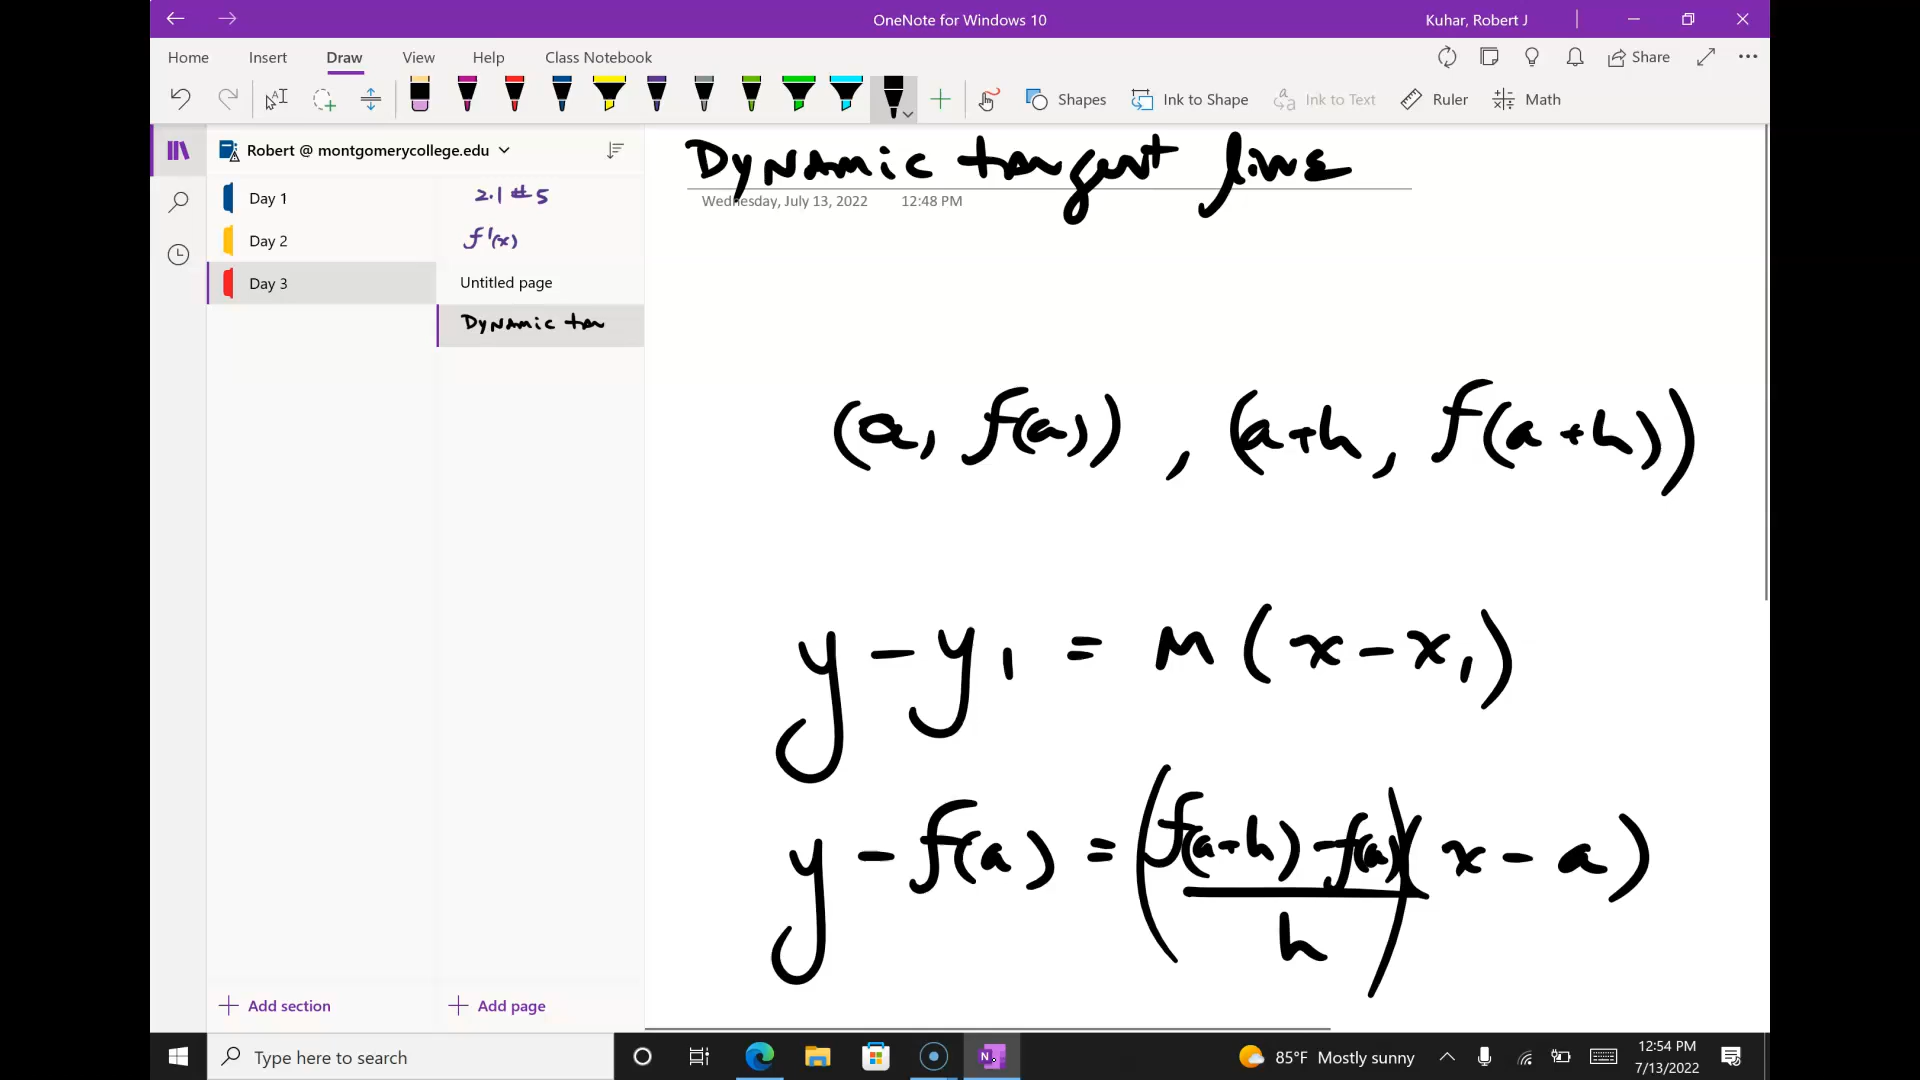 OneNote for Windows 10
Kuhar, Robert J
Home Insert Draw View Help Class Notebook
Share
Shapes Ink to Shape Ink to Text Ruler Math
Robert @ montgomerycollege.edu
Day 1
Day 2
Day 3
2.1 # 5
f'(x)
Untitled page
Dynamic tan
Add section
Add page
Dynamic tangent line
Wednesday, July 13, 2022 12:48 PM
(a, f(a)) , (a+h, f(a+h))
y - y₁ = m(x - x₁)
y - f(a) = (f(a+h) - f(a) / h)(x - a)
Type here to search
85°F Mostly sunny
12:54 PM
7/13/2022